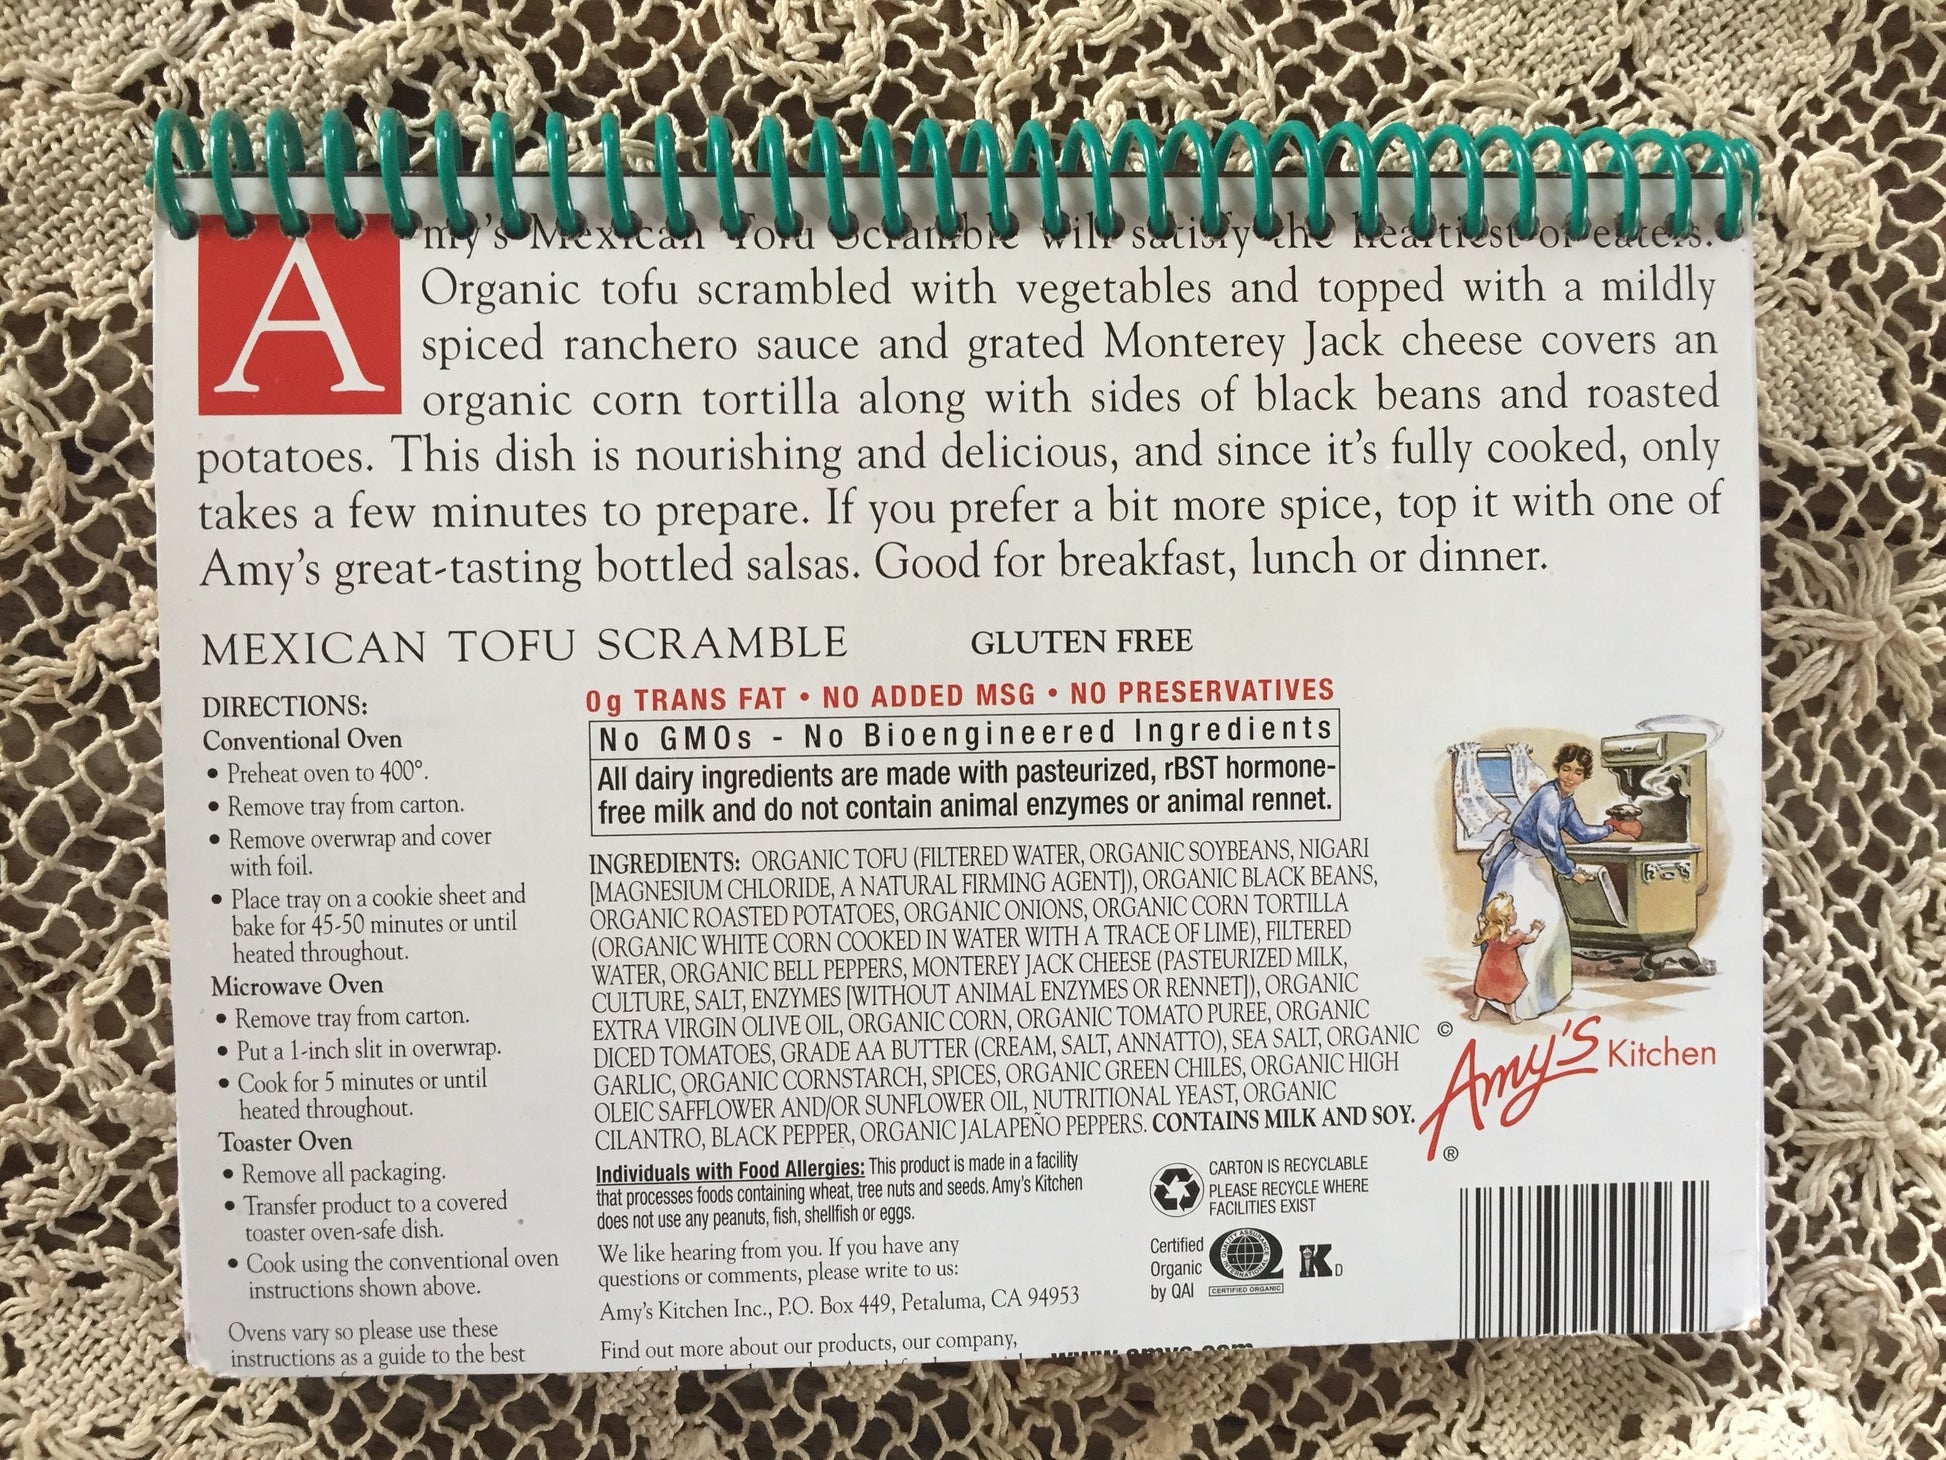 Amy's Mexican Tofu Scramble will satisfy the heartiest of eaters.
Organic tofu scrambled with vegetables and topped with a mildly
spiced ranchero sauce and grated Monterey Jack cheese covers an
organic corn tortilla along with sides of black beans and roasted
potatoes. This dish is nourishing and delicious, and since it's fully cooked, only
takes a few minutes to prepare. If you prefer a bit more spice, top it with one of
Amy's great-tasting bottled salsas. Good for breakfast, lunch or dinner.
MEXICAN TOFU SCRAMBLE
GLUTEN FREE
DIRECTIONS:
Conventional Oven
• Preheat oven to 400°.
• Remove tray from carton.
• Remove overwrap and cover
with foil.
• Place tray on a cookie sheet and
bake for 45-50 minutes or until
heated throughout.
Microwave Oven
• Remove tray from carton.
• Put a 1-inch slit in overwrap.
• Cook for 5 minutes or until
heated throughout.
Toaster Oven
• Remove all packaging.
• Transfer product to a covered
toaster oven-safe dish.
• Cook using the conventional oven
instructions shown above.
Ovens vary so please use these
instructions as a guide to the best
0g TRANS FAT • NO ADDED MSG • NO PRESERVATIVES
No GMOs - No Bioengineered Ingredients
All dairy ingredients are made with pasteurized, rBST hormone-
free milk and do not contain animal enzymes or animal rennet.
INGREDIENTS: ORGANIC TOFU (FILTERED WATER, ORGANIC SOYBEANS, NIGARI
[MAGNESIUM CHLORIDE, A NATURAL FIRMING AGENT]), ORGANIC BLACK BEANS,
ORGANIC ROASTED POTATOES, ORGANIC ONIONS, ORGANIC CORN TORTILLA
(ORGANIC WHITE CORN COOKED IN WATER WITH A TRACE OF LIME), FILTERED
WATER, ORGANIC BELL PEPPERS, MONTEREY JACK CHEESE (PASTEURIZED MILK,
CULTURE, SALT, ENZYMES [WITHOUT ANIMAL ENZYMES OR RENNET]), ORGANIC
EXTRA VIRGIN OLIVE OIL, ORGANIC CORN, ORGANIC TOMATO PUREE, ORGANIC
DICED TOMATOES, GRADE AA BUTTER (CREAM, SALT, ANNATTO), SEA SALT, ORGANIC
GARLIC, ORGANIC CORNSTARCH, SPICES, ORGANIC GREEN CHILES, ORGANIC HIGH
OLEIC SAFFLOWER AND/OR SUNFLOWER OIL, NUTRITIONAL YEAST, ORGANIC
CILANTRO, BLACK PEPPER, ORGANIC JALAPEÑO PEPPERS. CONTAINS MILK AND SOY.
Individuals with Food Allergies: This product is made in a facility
that processes foods containing wheat, tree nuts and seeds. Amy's Kitchen
does not use any peanuts, fish, shellfish or eggs.
We like hearing from you. If you have any
questions or comments, please write to us:
Amy's Kitchen Inc., P.O. Box 449, Petaluma, CA 94953
Find out more about our products, our company,
www.amys.com
CARTON IS RECYCLABLE
PLEASE RECYCLE WHERE
FACILITIES EXIST
Certified
Organic
by QAI
QUALITY ASSURANCE
INTERNATIONAL
CERTIFIED ORGANIC
K D
©
Amy's Kitchen
®